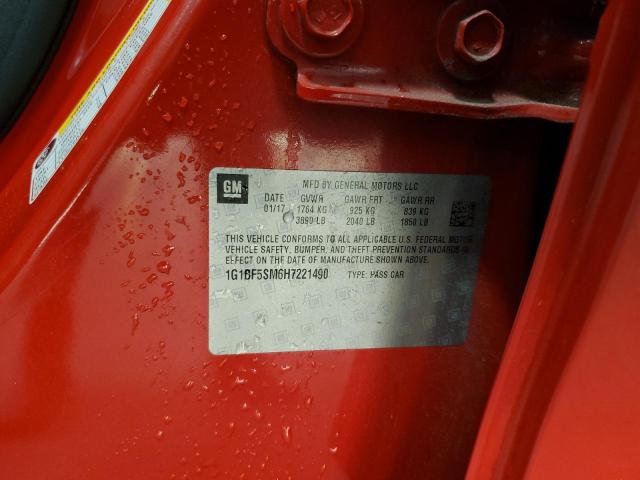 GM
MFD BY GENERAL MOTORS LLC
DATE GVWR GAWR FRT GAWR RR
01/17 1764 KG 925 KG 839 KG
3890 LB 2040 LB 1850 LB
THIS VEHICLE CONFORMS TO ALL APPLICABLE U.S. FEDERAL MOTOR
VEHICLE SAFETY, BUMPER, AND THEFT PREVENTION STANDARDS IN
EFFECT ON THE DATE OF MANUFACTURE SHOWN ABOVE.
1G1BF5SM6H7221490 TYPE: PASS CAR